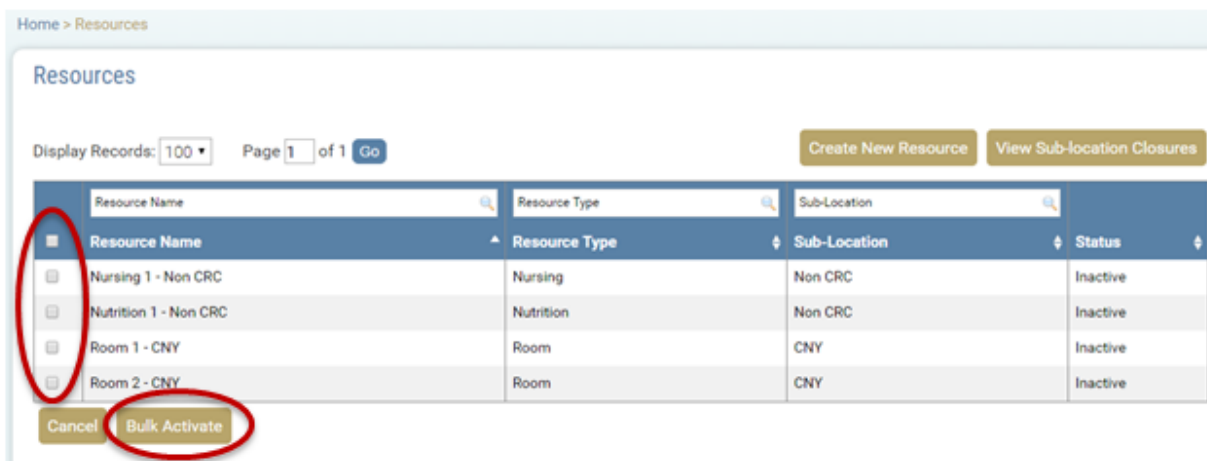 Home > Resources
Resources
Display Records: 100 Page 1 of 1 Go Create New Resource View Sub-location Closures
Resource Name Resource Type Sub-Location
Resource Name Resource Type Sub-Location Status
Nursing 1 - Non CRC Nursing Non CRC Inactive
Nutrition 1 - Non CRC Nutrition Non CRC Inactive
Room 1 - CNY Room CNY Inactive
Room 2 - CNY Room CNY Inactive
Cancel Bulk Activate